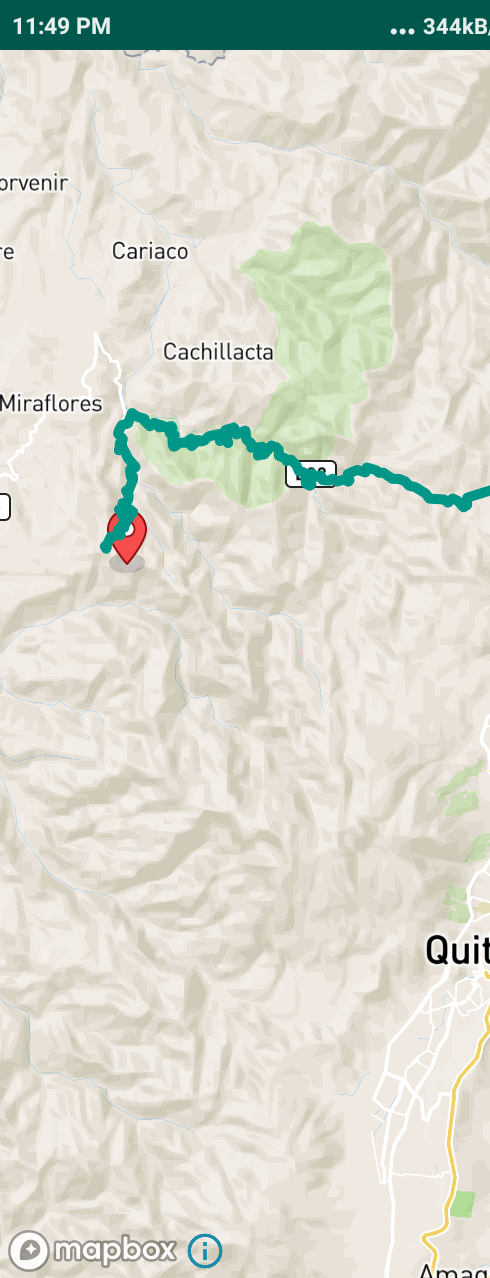 11:49 PM
... 344kB/
orvenir
re
Cariaco
Cachillacta
Miraflores
Quit
mapbox
Amag